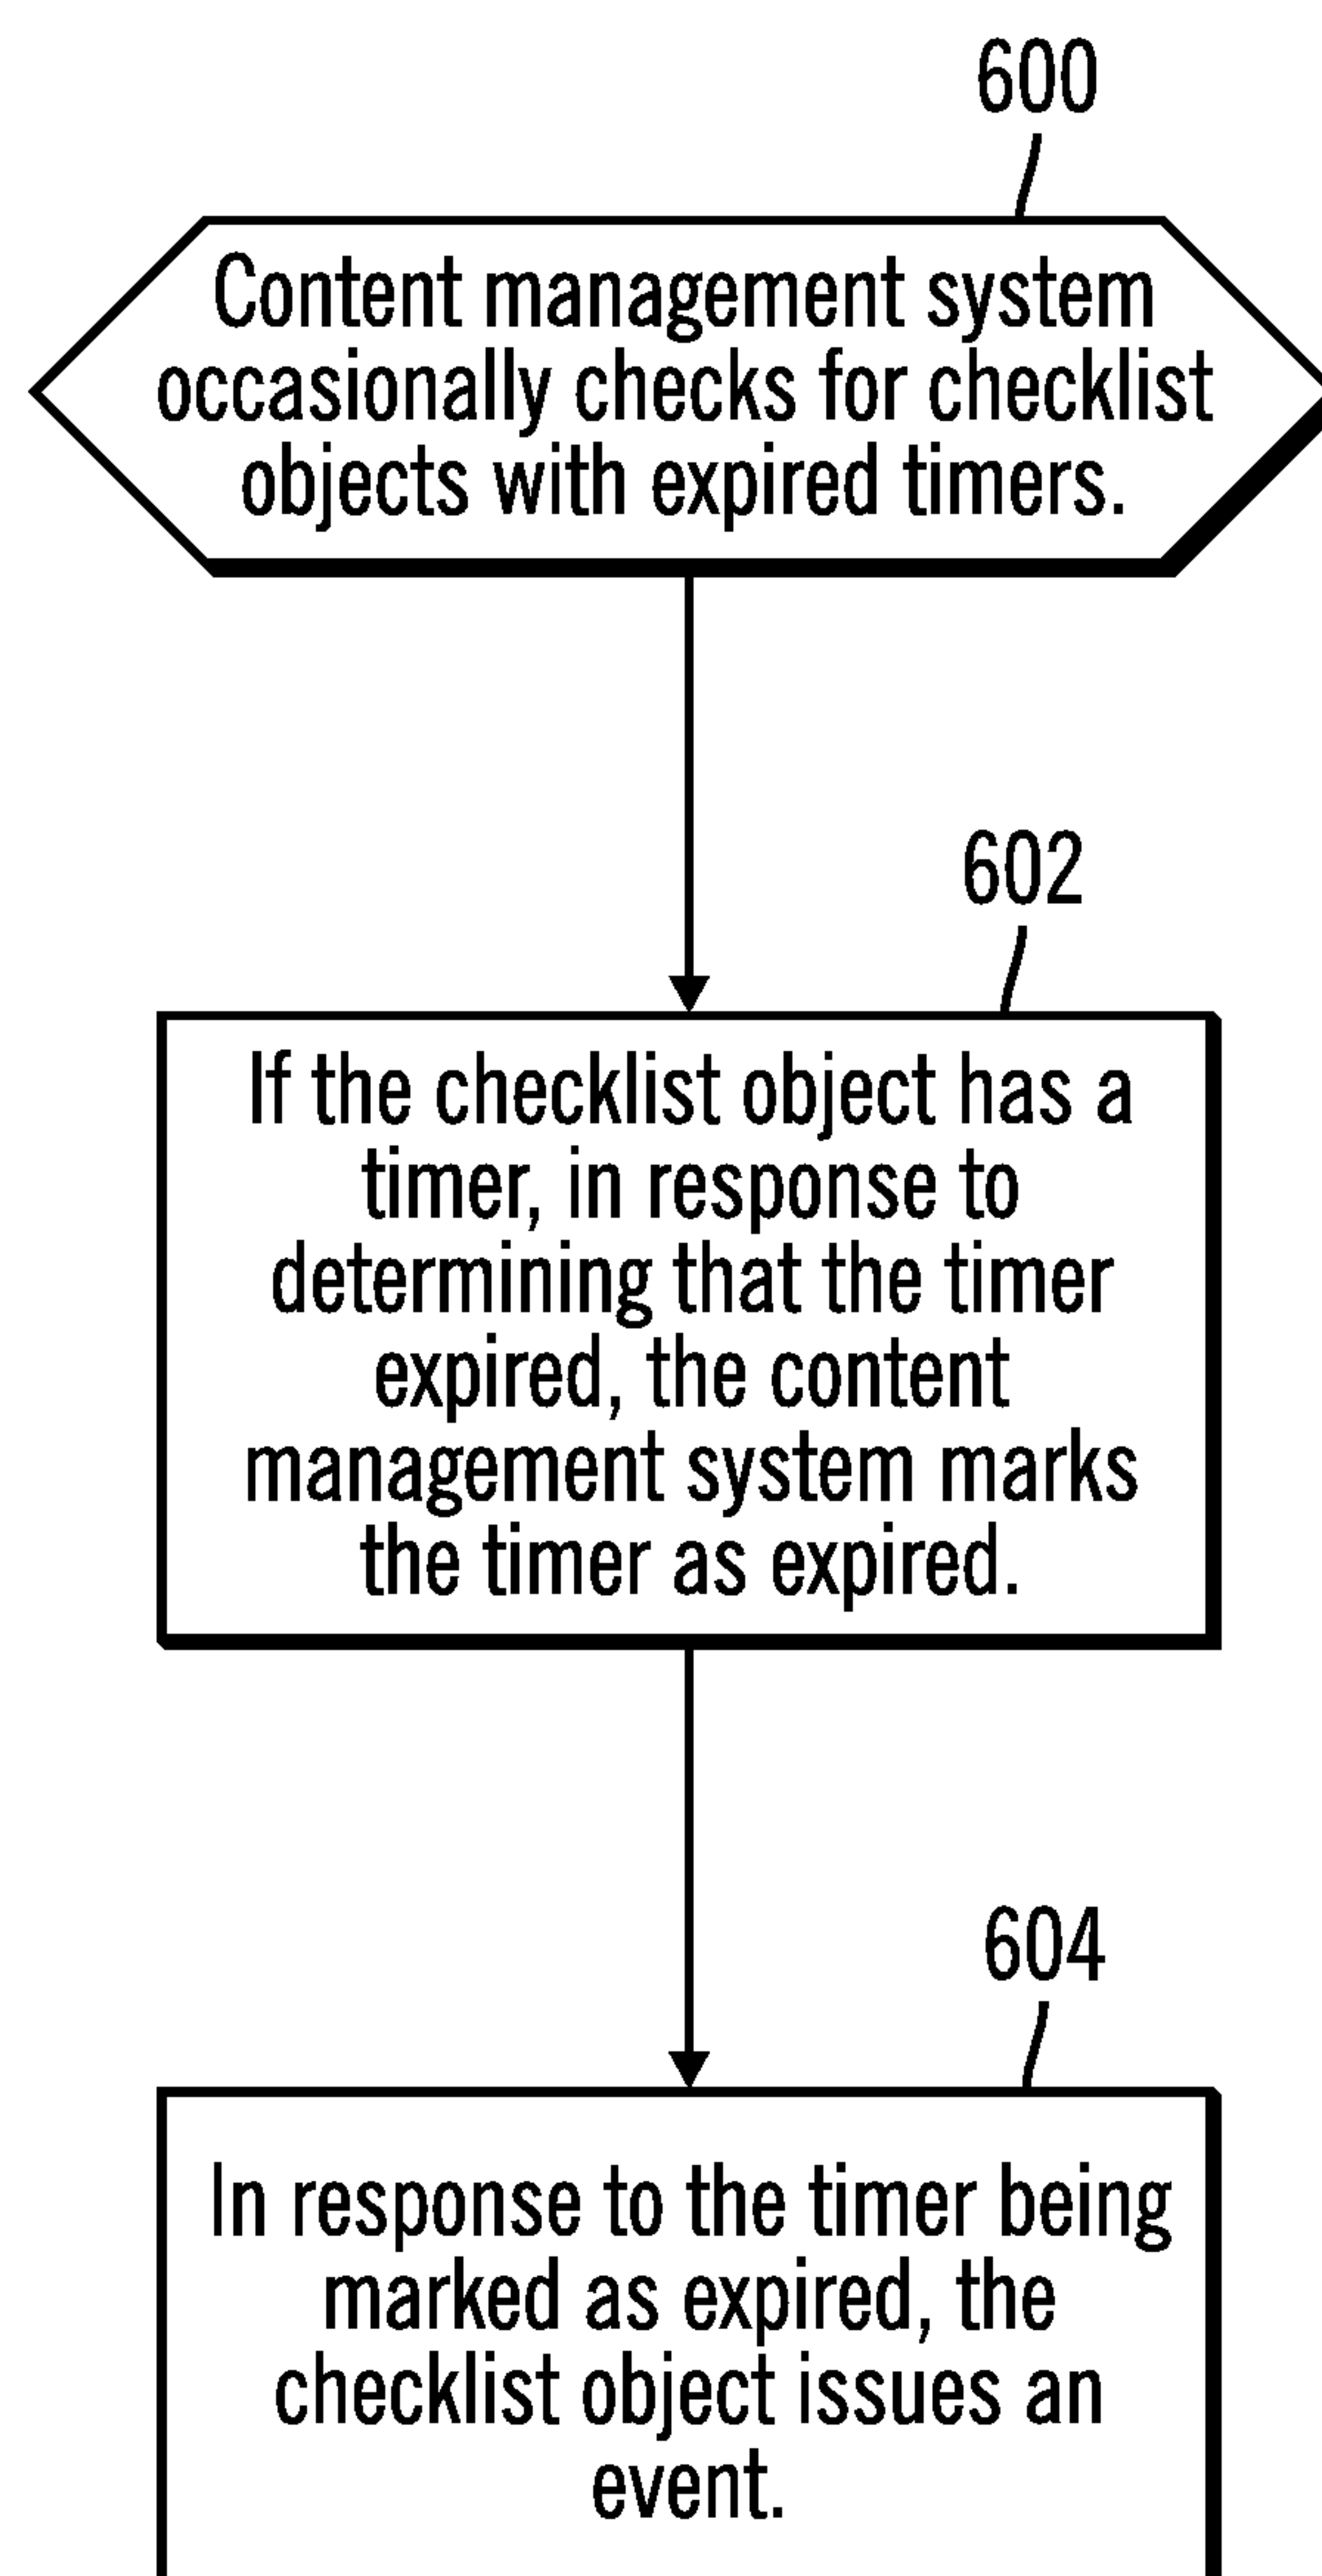 600
Content management system
occasionally checks for checklist
objects with expired timers.
602
If the checklist object has a
timer, in response to
determining that the timer
expired, the content
management system marks
the timer as expired.
604
In response to the timer being
marked as expired, the
checklist object issues an
event.